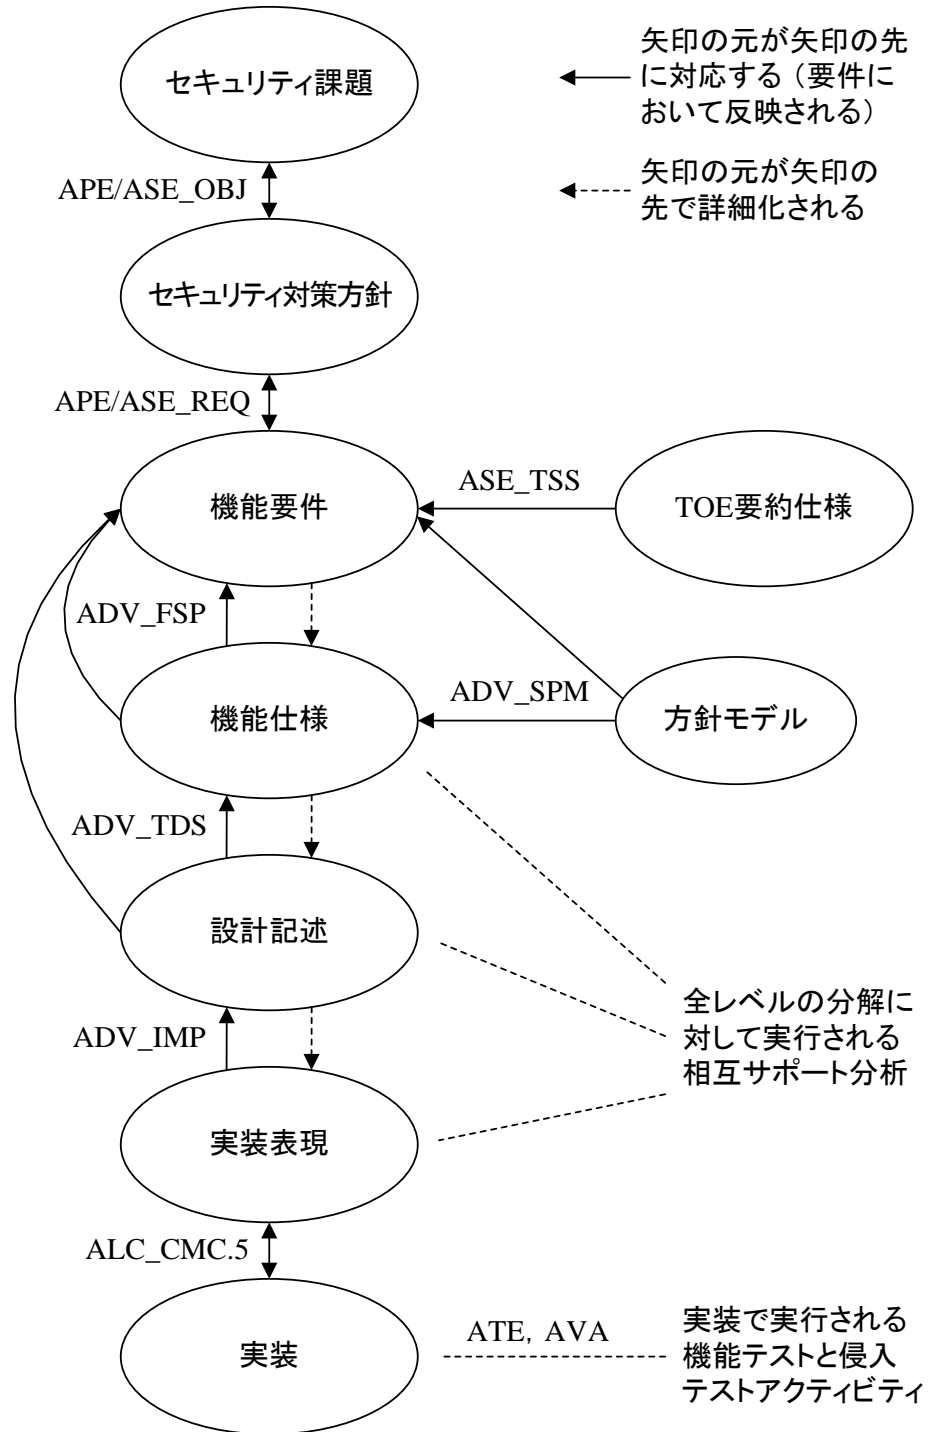 セキュリティ課題
矢印の元が矢印の先
に対応する（要件に
おいて反映される）
APE/ASE_OBJ
矢印の元が矢印の
先で詳細化される
セキュリティ対策方針
APE/ASE_REQ
機能要件
ASE_TSS
TOE要約仕様
ADV_FSP
機能仕様
ADV_SPM
方針モデル
ADV_TDS
設計記述
全レベルの分解に
対して実行される
相互サポート分析
ADV_IMP
実装表現
ALC_CMC.5
実装
ATE, AVA
実装で実行される
機能テストと侵入
テストアクティビティ